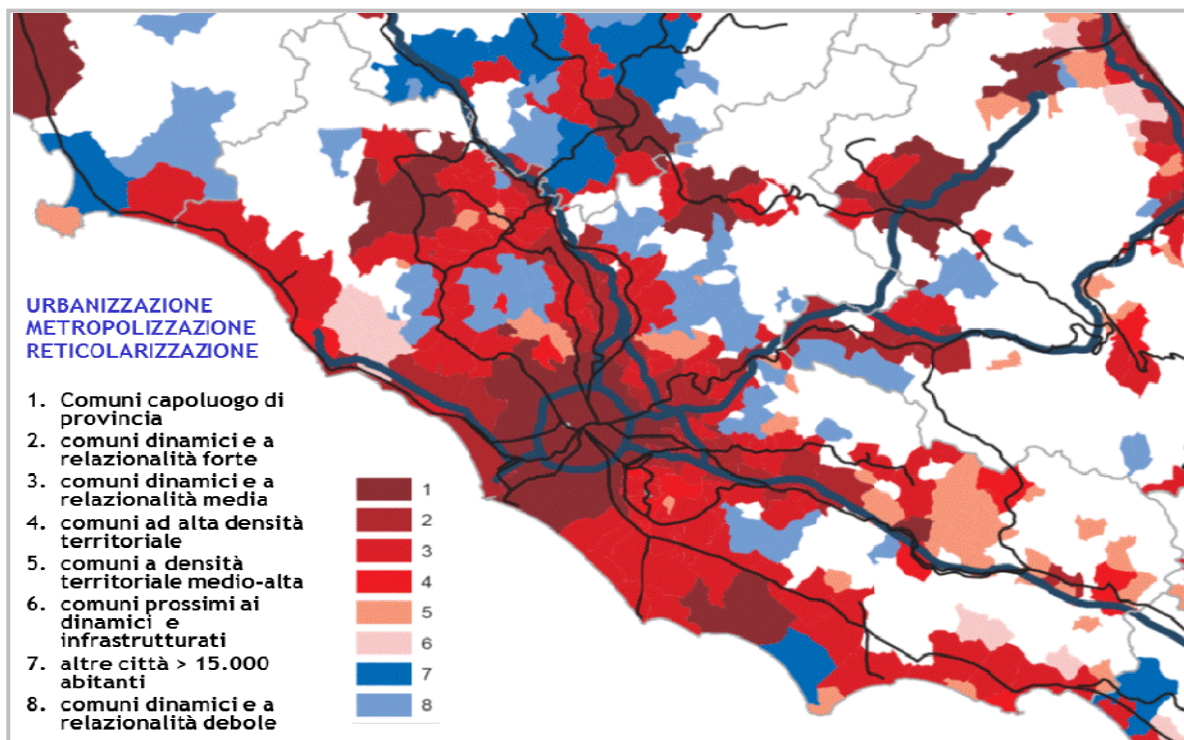 URBANIZZAZIONE
METROPOLIZZAZIONE
RETICOLARIZZAZIONE
1. Comuni capoluogo di
provincia
2. comuni dinamici e a
relazionalità forte
3. comuni dinamici e a
relazionalità media
4. comuni ad alta densità
territoriale
5. comuni a densità
territoriale medio-alta
6. comuni prossimi ai
dinamici e
infrastrutturati
7. altre città > 15.000
abitanti
8. comuni dinamici e a
relazionalità debole
1
2
3
4
5
6
7
8